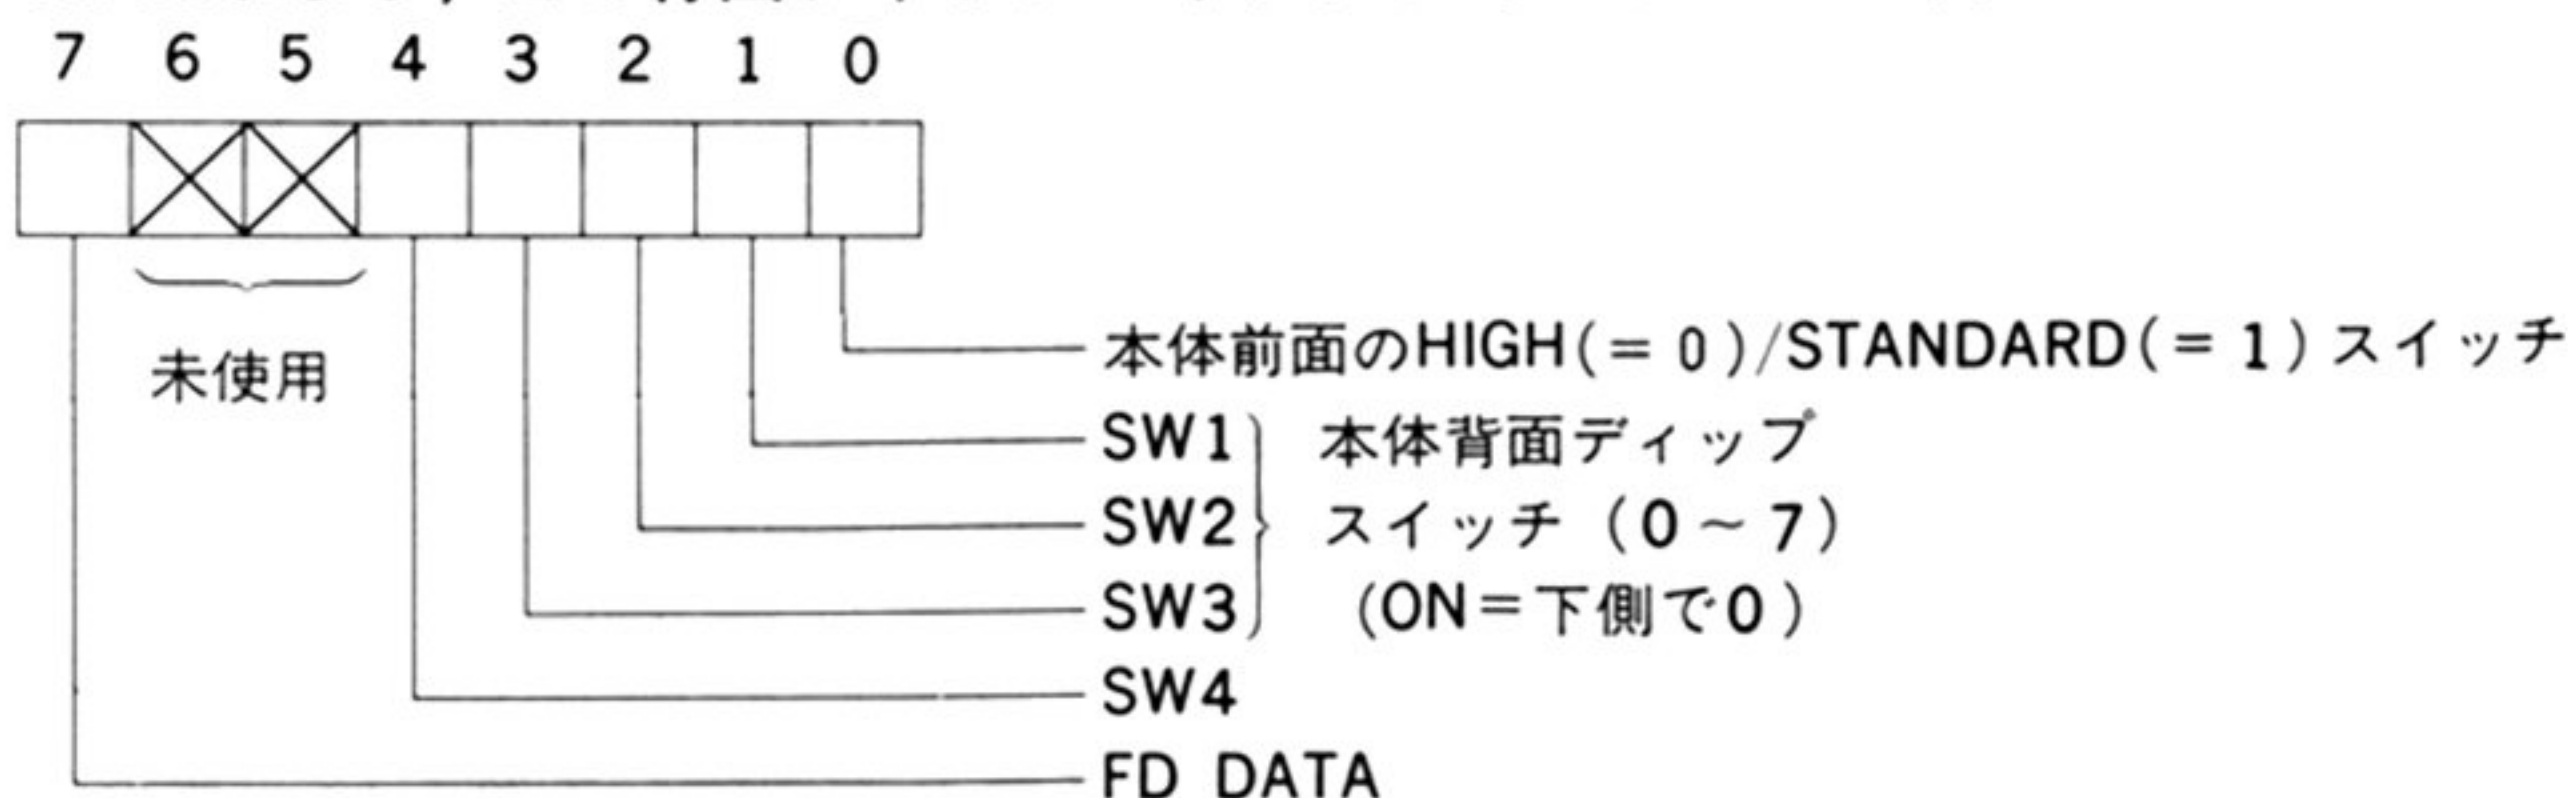 7 6 5 4 3 2 1 0
未使用
本体前面のHIGH(=0)/STANDARD(=1)スイッチ
SW1 本体背面ディップ
SW2 スイッチ (0~7)
SW3 (ON=下側で0)
SW4
FD DATA